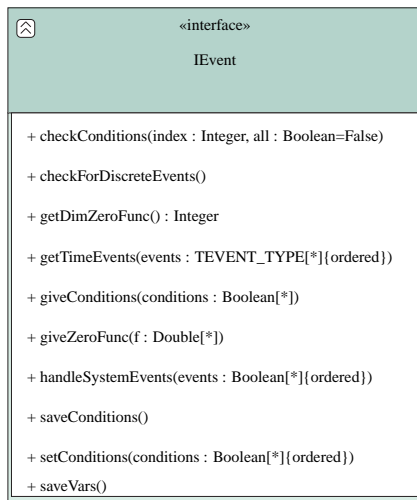 «interface»
IEvent
+ checkConditions(index : Integer, all : Boolean=False)
+ checkForDiscreteEvents()
+ getDimZeroFunc() : Integer
+ getTimeEvents(events : TEVENT_TYPE[*]{ordered})
+ giveConditions(conditions : Boolean[*])
+ giveZeroFunc(f : Double[*])
+ handleSystemEvents(events : Boolean[*]{ordered})
+ saveConditions()
+ setConditions(conditions : Boolean[*]{ordered})
+ saveVars()